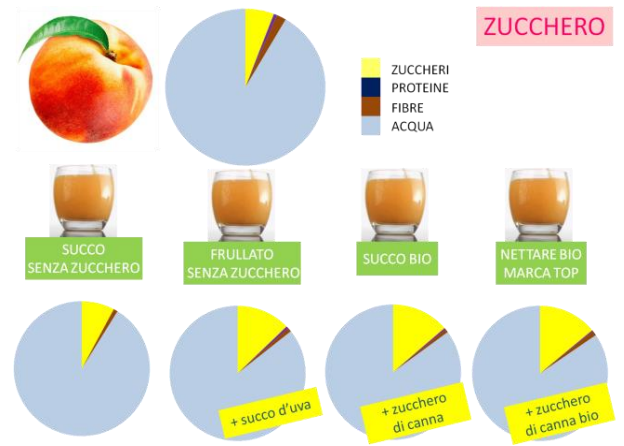 ZUCCHERO
ZUCCHERI
PROTEINE
FIBRE
ACQUA
SUCCO
SENZA ZUCCHERO
FRULLATO
SENZA ZUCCHERO
SUCCO BIO
NETTARE BIO
MARCA TOP
+ succo d'uva
+ zucchero
di canna
+ zucchero
di canna bio